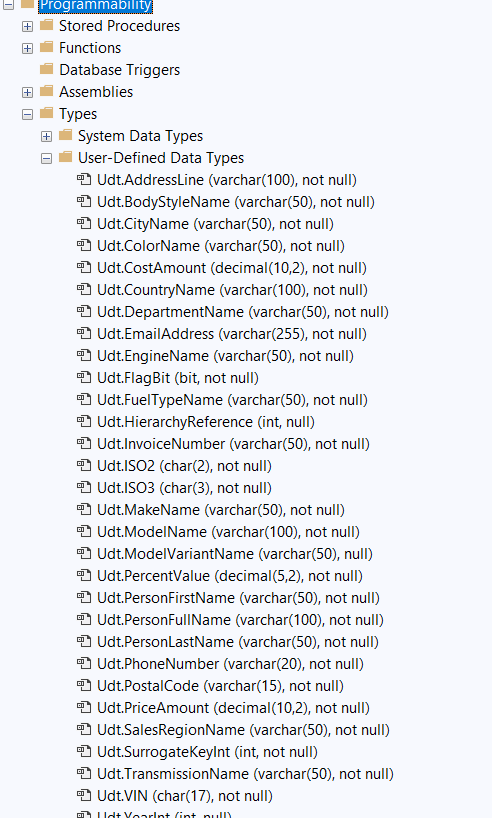 Programmability
Stored Procedures
Functions
Database Triggers
Assemblies
Types
System Data Types
User-Defined Data Types
Udt.AddressLine (varchar(100), not null)
Udt.BodyStyleName (varchar(50), not null)
Udt.CityName (varchar(50), not null)
Udt.ColorName (varchar(50), not null)
Udt.CostAmount (decimal(10,2), not null)
Udt.CountryName (varchar(100), not null)
Udt.DepartmentName (varchar(50), not null)
Udt.EmailAddress (varchar(255), not null)
Udt.EngineName (varchar(50), not null)
Udt.FlagBit (bit, not null)
Udt.FuelTypeName (varchar(50), not null)
Udt.HierarchyReference (int, null)
Udt.InvoiceNumber (varchar(50), not null)
Udt.ISO2 (char(2), not null)
Udt.ISO3 (char(3), not null)
Udt.MakeName (varchar(50), not null)
Udt.ModelName (varchar(100), not null)
Udt.ModelVariantName (varchar(50), null)
Udt.PercentValue (decimal(5,2), not null)
Udt.PersonFirstName (varchar(50), not null)
Udt.PersonFullName (varchar(100), not null)
Udt.PersonLastName (varchar(50), not null)
Udt.PhoneNumber (varchar(20), not null)
Udt.PostalCode (varchar(15), not null)
Udt.PriceAmount (decimal(10,2), not null)
Udt.SalesRegionName (varchar(50), not null)
Udt.SurrogateKeyInt (int, not null)
Udt.TransmissionName (varchar(50), not null)
Udt.VIN (char(17), not null)
Udt.YearInt (int, null)